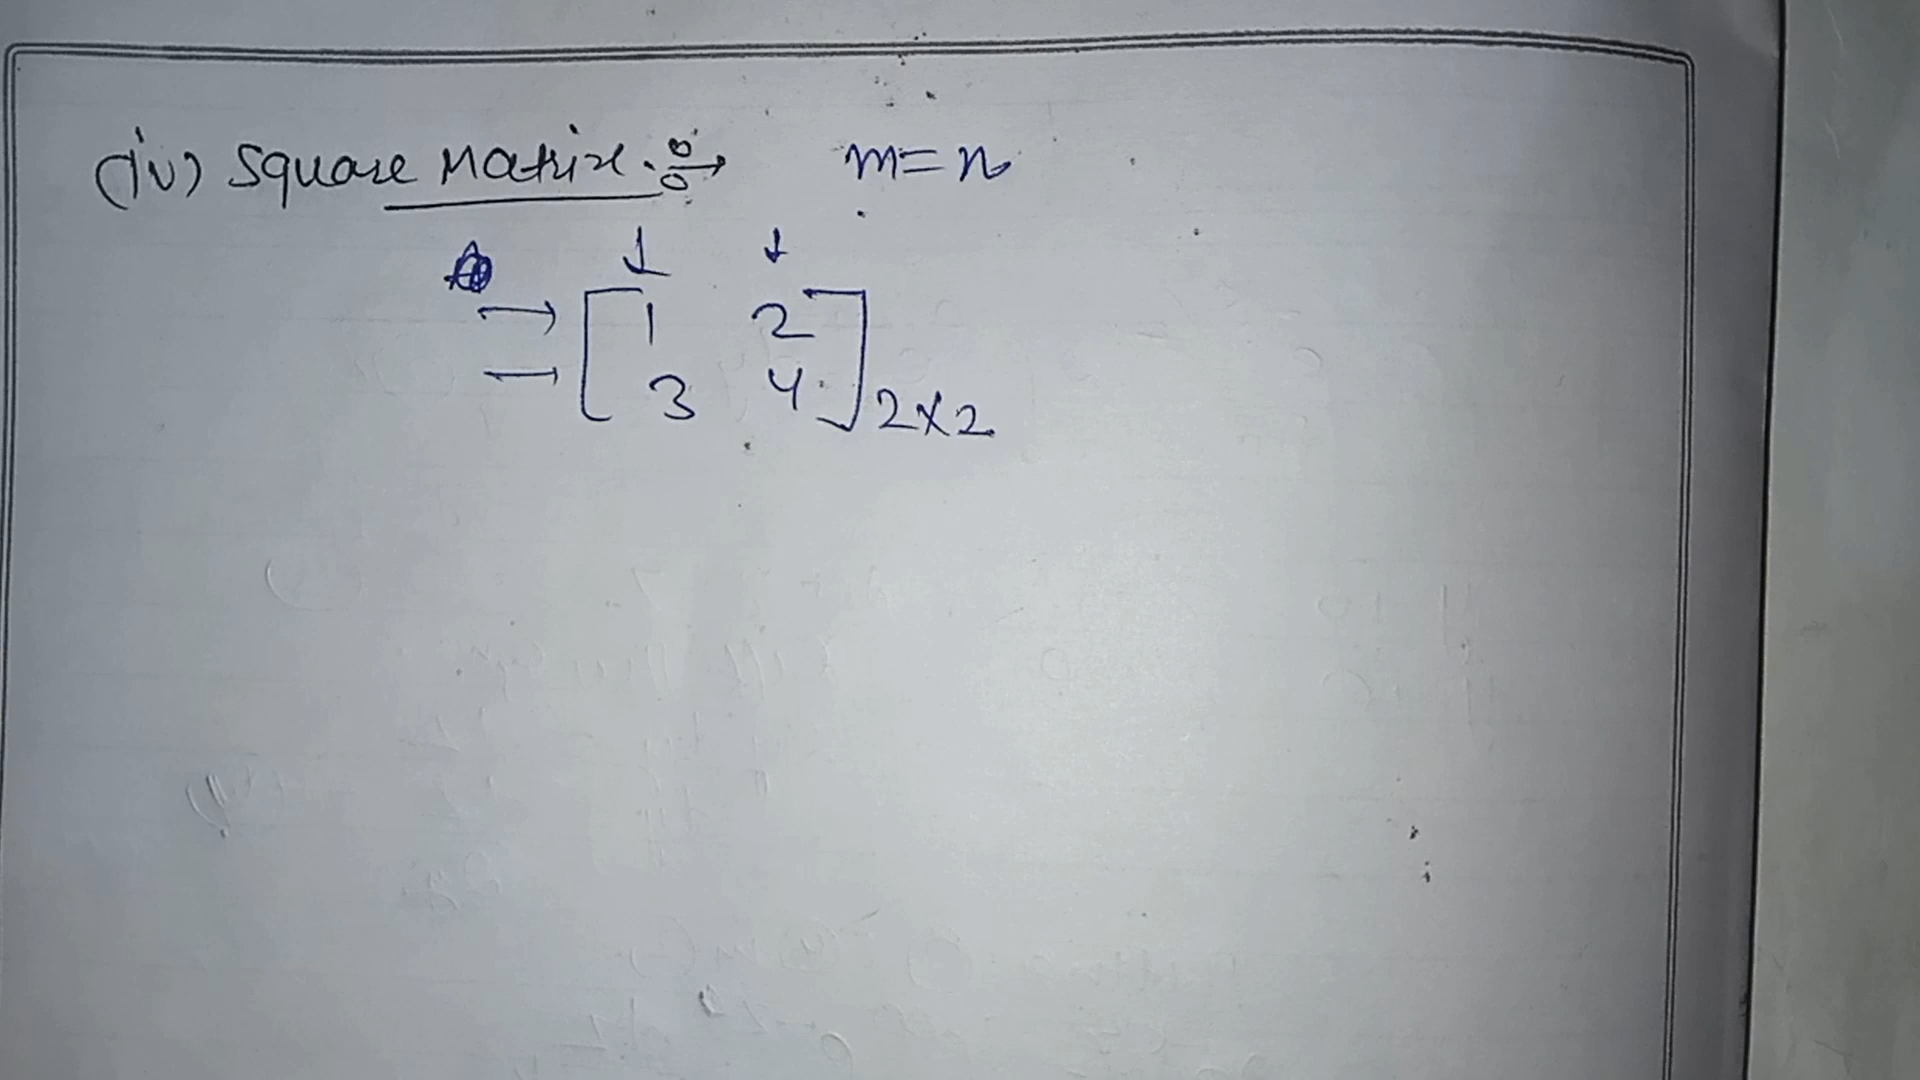 (iv) Square Matrix :→ m=n
↓ ↓
→ [1 2
→ 3 4] 2×2